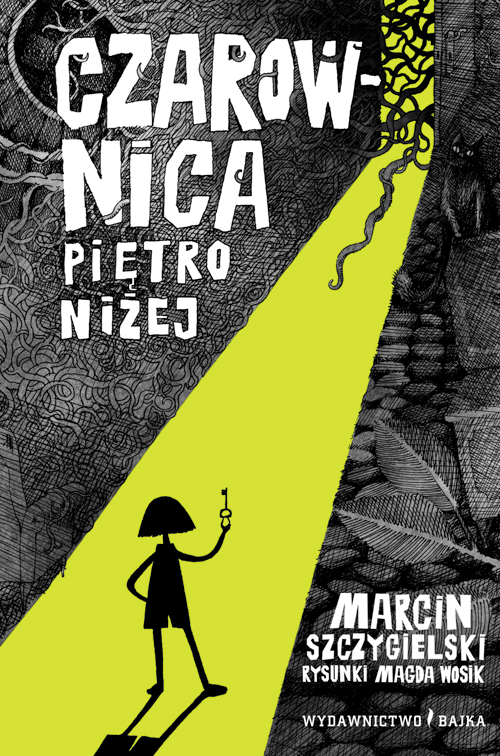 CZAROW-
NICA
PIĘTRO
NIŻEJ
MARCIN
SZCZYGIELSKI
RYSUNKI MAGDA WOSIK
WYDAWNICTWO BAJKA